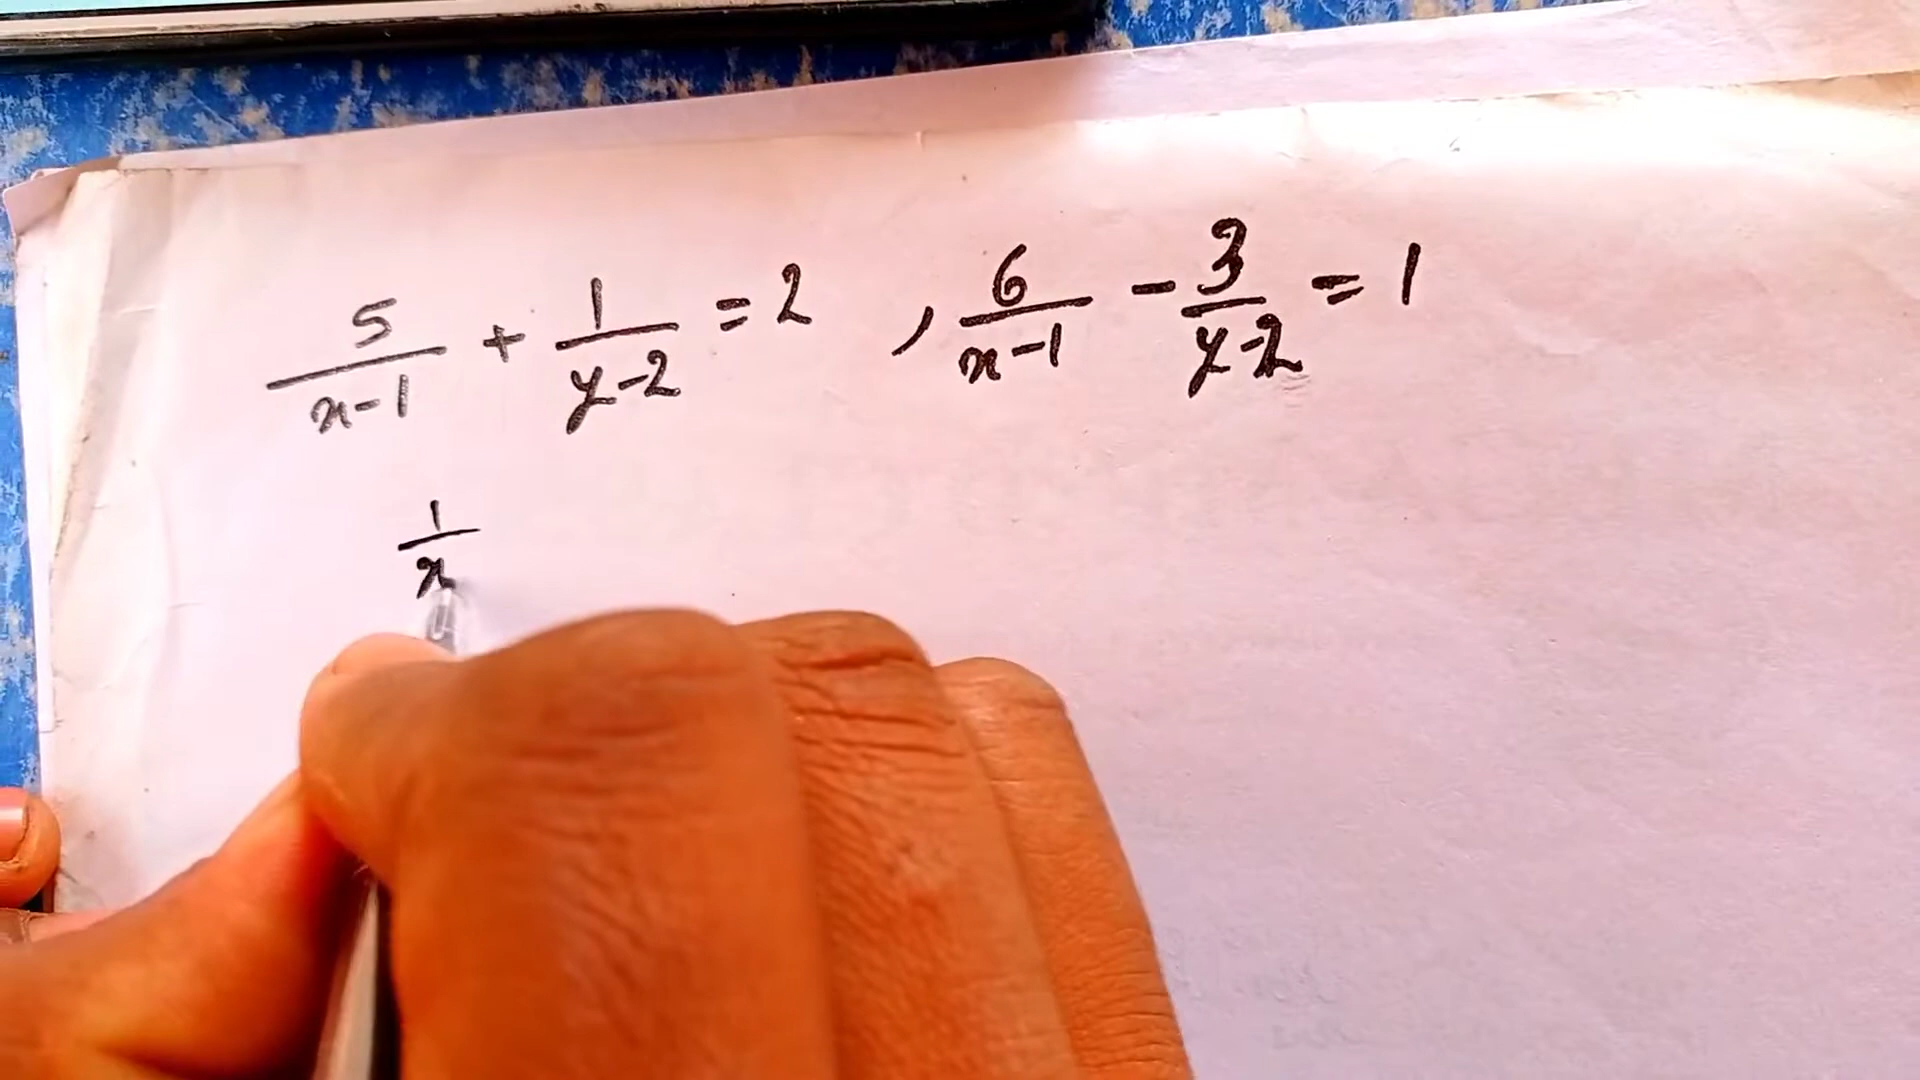 5/(x-1) + 1/(y-2) = 2 , 6/(x-1) - 3/(y-2) = 1
1/x